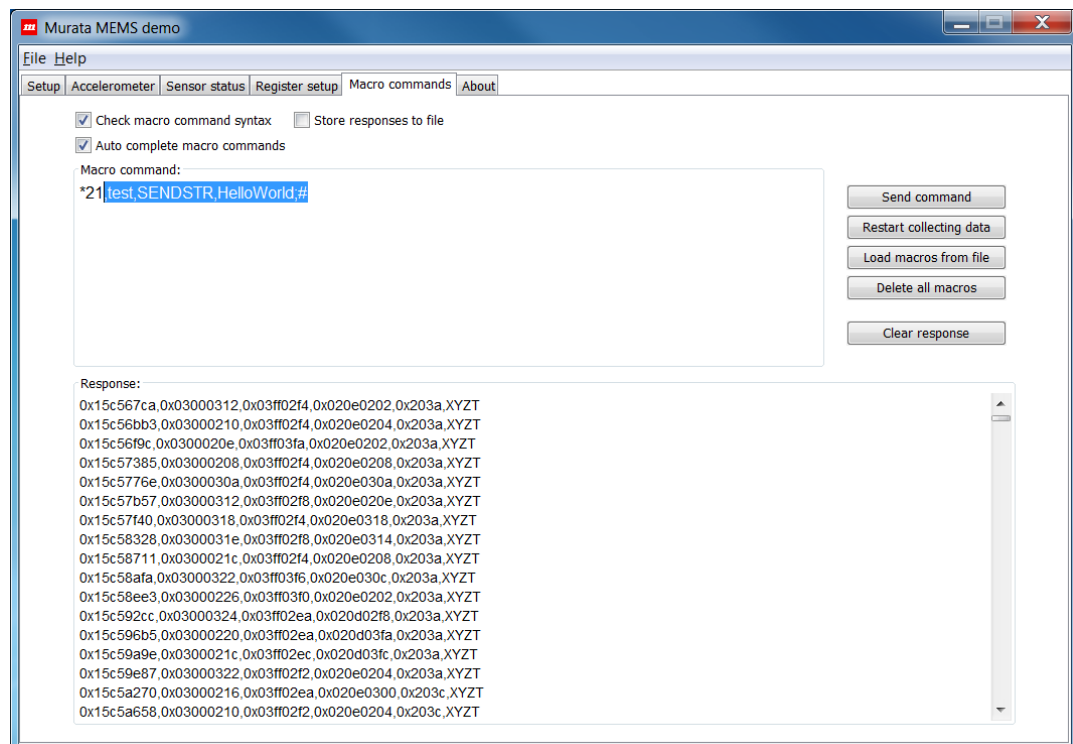 Murata MEMS demo
File Help
Setup Accelerometer Sensor status Register setup Macro commands About
Check macro command syntax Store responses to file
Auto complete macro commands
Macro command:
*21,test,SENDSTR,HelloWorld;#
Send command
Restart collecting data
Load macros from file
Delete all macros
Clear response
Response:
0x15c567ca,0x03000312,0x03ff02f4,0x020e0202,0x203a,XYZT
0x15c56bb3,0x03000210,0x03ff02f4,0x020e0204,0x203a,XYZT
0x15c56f9c,0x0300020e,0x03ff03fa,0x020e0202,0x203a,XYZT
0x15c57385,0x03000208,0x03ff02f4,0x020e0208,0x203a,XYZT
0x15c5776e,0x0300030a,0x03ff02f4,0x020e030a,0x203a,XYZT
0x15c57b57,0x03000312,0x03ff02f8,0x020e020e,0x203a,XYZT
0x15c57f40,0x03000318,0x03ff02f4,0x020e0318,0x203a,XYZT
0x15c58328,0x0300031e,0x03ff02f8,0x020e0314,0x203a,XYZT
0x15c58711,0x0300021c,0x03ff02f4,0x020e0208,0x203a,XYZT
0x15c58afa,0x03000322,0x03ff03f6,0x020e030c,0x203a,XYZT
0x15c58ee3,0x03000226,0x03ff03f0,0x020e0202,0x203a,XYZT
0x15c592cc,0x03000324,0x03ff02ea,0x020d02f8,0x203a,XYZT
0x15c596b5,0x03000220,0x03ff02ea,0x020d03fa,0x203a,XYZT
0x15c59a9e,0x0300021c,0x03ff02ec,0x020d03fc,0x203a,XYZT
0x15c59e87,0x03000322,0x03ff02f2,0x020e0204,0x203a,XYZT
0x15c5a270,0x03000216,0x03ff02ea,0x020e0300,0x203c,XYZT
0x15c5a658,0x03000210,0x03ff02f2,0x020e0204,0x203c,XYZT